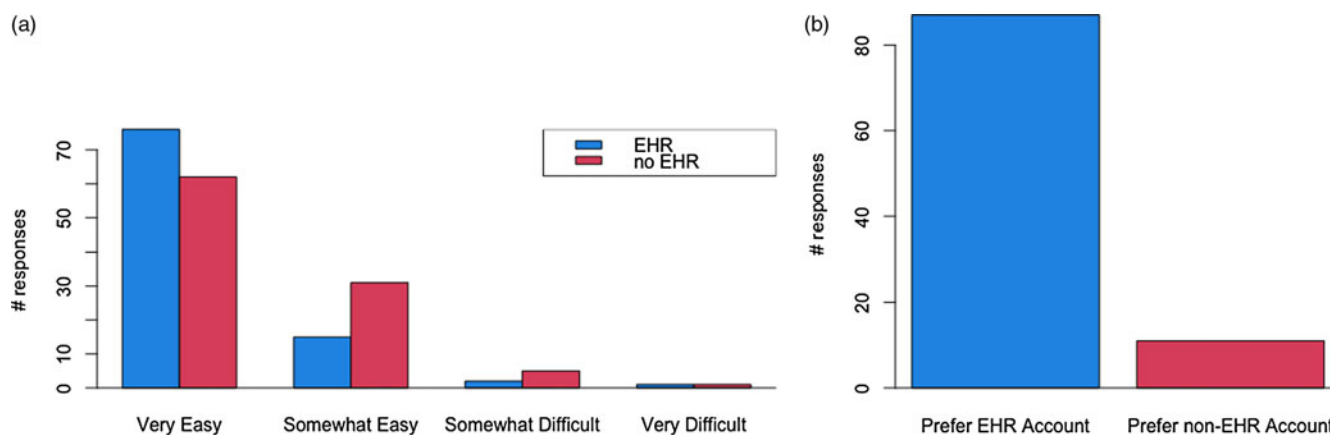 (a)
# responses
70
50
30
10
0
EHR
no EHR
Very Easy
Somewhat Easy
Somewhat Difficult
Very Difficult
(b)
# responses
80
60
40
20
0
Prefer EHR Account
Prefer non-EHR Account